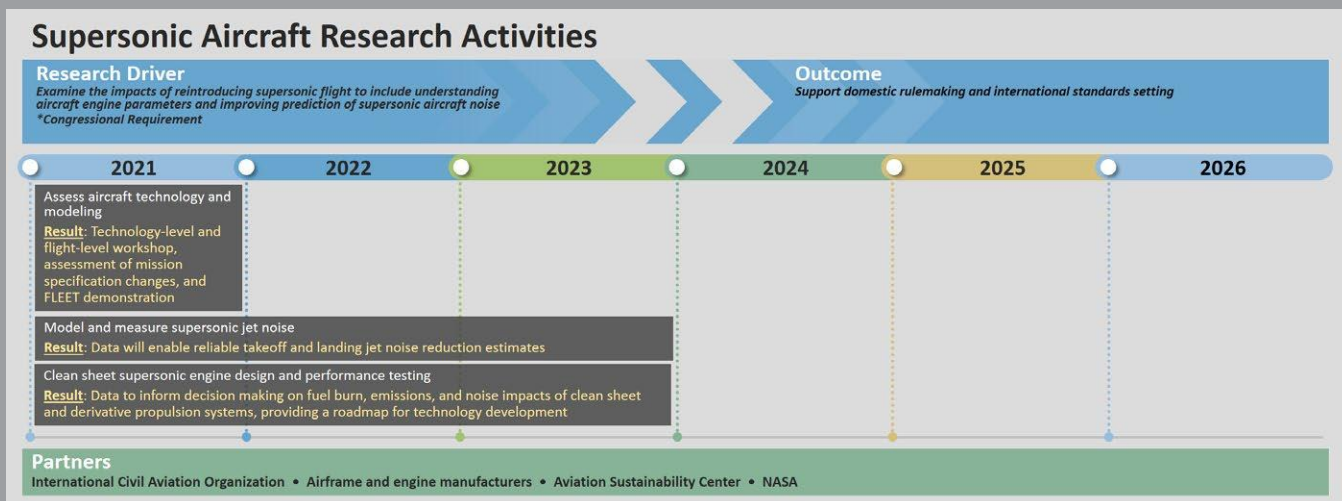 Supersonic Aircraft Research Activities
Research Driver
Examine the impacts of reintroducing supersonic flight to include understanding
aircraft engine parameters and improving prediction of supersonic aircraft noise
*Congressional Requirement
Outcome
Support domestic rulemaking and international standards setting
2021
2022
2023
2024
2025
2026
Assess aircraft technology and
modeling
Result: Technology-level and
flight-level workshop,
assessment of mission
specification changes, and
FLEET demonstration
Model and measure supersonic jet noise
Result: Data will enable reliable takeoff and landing jet noise reduction estimates
Clean sheet supersonic engine design and performance testing
Result: Data to inform decision making on fuel burn, emissions, and noise impacts of clean sheet
and derivative propulsion systems, providing a roadmap for technology development
Partners
International Civil Aviation Organization • Airframe and engine manufacturers • Aviation Sustainability Center • NASA